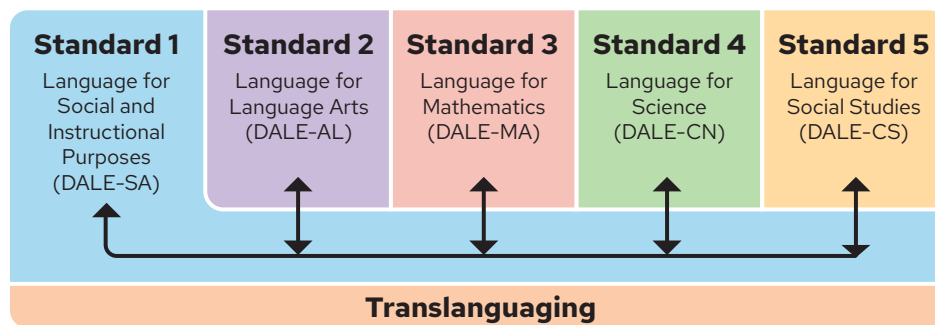 Standard 1
Language for
Social and
Instructional
Purposes
(DALE-SA)
Standard 2
Language for
Language Arts
(DALE-AL)
Standard 3
Language for
Mathematics
(DALE-MA)
Standard 4
Language for
Science
(DALE-CN)
Standard 5
Language for
Social Studies
(DALE-CS)
Translanguaging